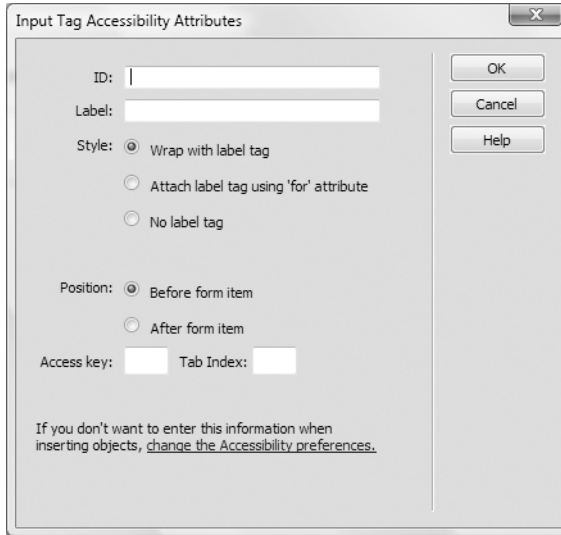 Input Tag Accessibility Attributes
ID:
OK
Label:
Cancel
Style: Wrap with label tag
Help
Attach label tag using 'for' attribute
No label tag
Position: Before form item
After form item
Access key: Tab Index:
If you don't want to enter this information when
inserting objects, change the Accessibility preferences.